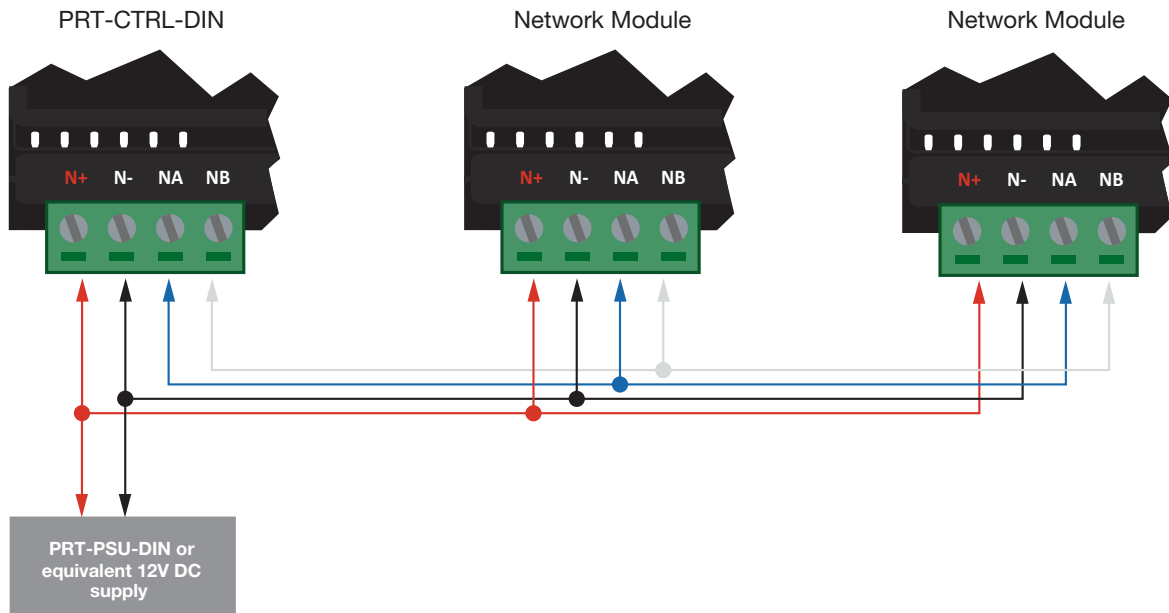 PRT-CTRL-DIN
Network Module
Network Module
N+ N- NA NB
N+ N- NA NB
N+ N- NA NB
PRT-PSU-DIN or
equivalent 12V DC
supply